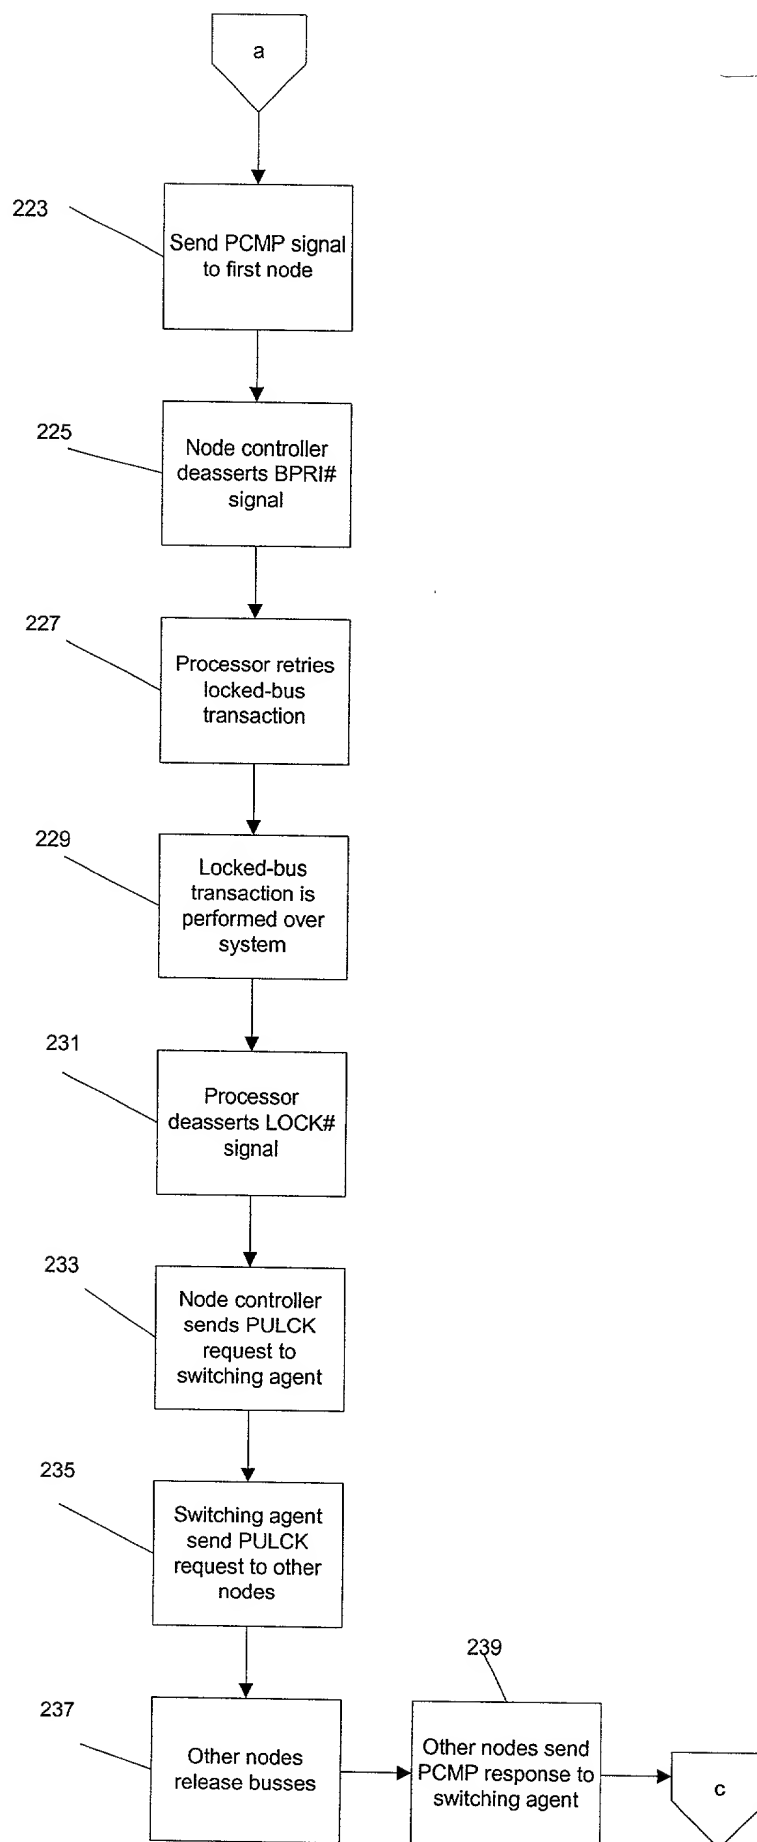 a
223
Send PCMP signal
to first node
225
Node controller
deasserts BPRI#
signal
227
Processor retries
locked-bus
transaction
229
Locked-bus
transaction is
performed over
system
231
Processor
deasserts LOCK#
signal
233
Node controller
sends PULCK
request to
switching agent
235
Switching agent
send PULCK
request to other
nodes
237
Other nodes
release busses
239
Other nodes send
PCMP response to
switching agent
c